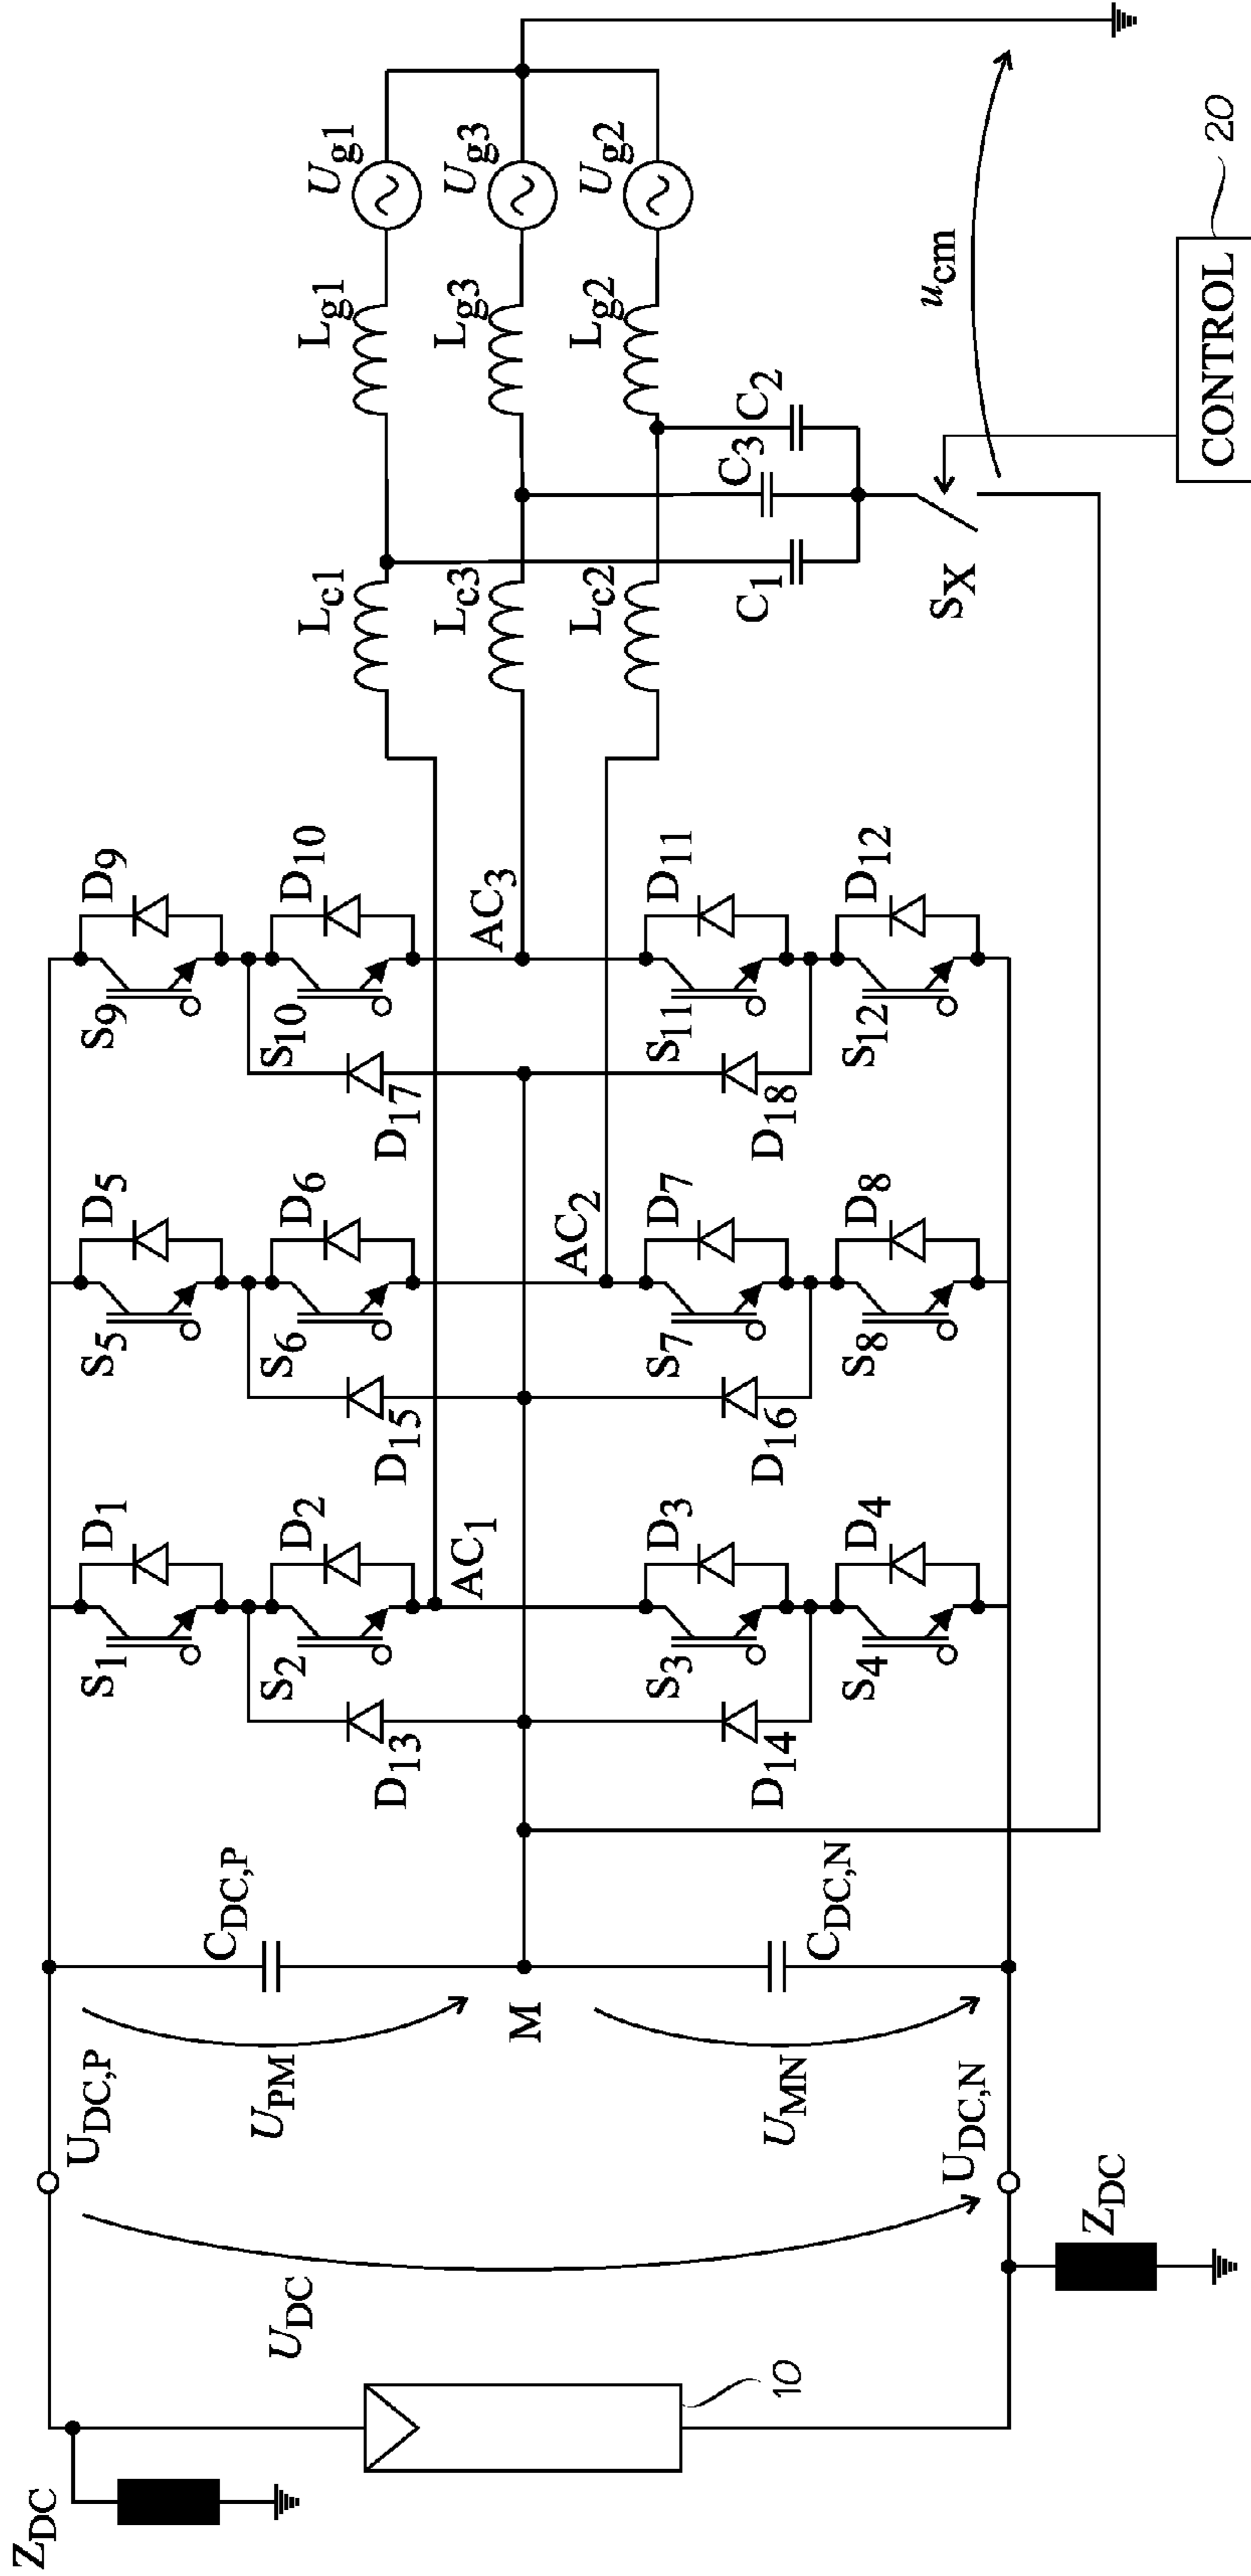 Z_DC
10
U_DC
Z_DC
U_DC,P
U_PM
M
U_MN
U_DC,N
C_DC,P
C_DC,N
S_1 D_1
S_2 D_2
D_13
AC_1
S_3 D_3
D_14
S_4 D_4
S_5 D_5
S_6 D_6
D_15
AC_2
S_7 D_7
D_16
S_8 D_8
S_9 D_9
S_10 D_10
D_17
AC_3
S_11 D_11
D_18
S_12 D_12
L_c1 L_g1 U_g1
L_c3 L_g3 U_g3
L_c2 L_g2 U_g2
C_1 C_3 C_2
S_X
u_cm
CONTROL 20